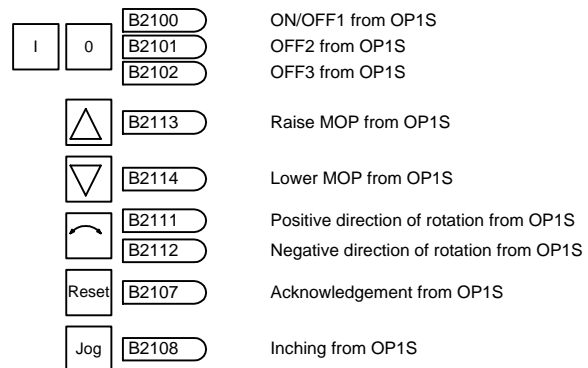 B2100 ON/OFF1 from OP1S
I 0 B2101 OFF2 from OP1S
B2102 OFF3 from OP1S
B2113 Raise MOP from OP1S
B2114 Lower MOP from OP1S
B2111 Positive direction of rotation from OP1S
B2112 Negative direction of rotation from OP1S
Reset B2107 Acknowledgement from OP1S
Jog B2108 Inching from OP1S